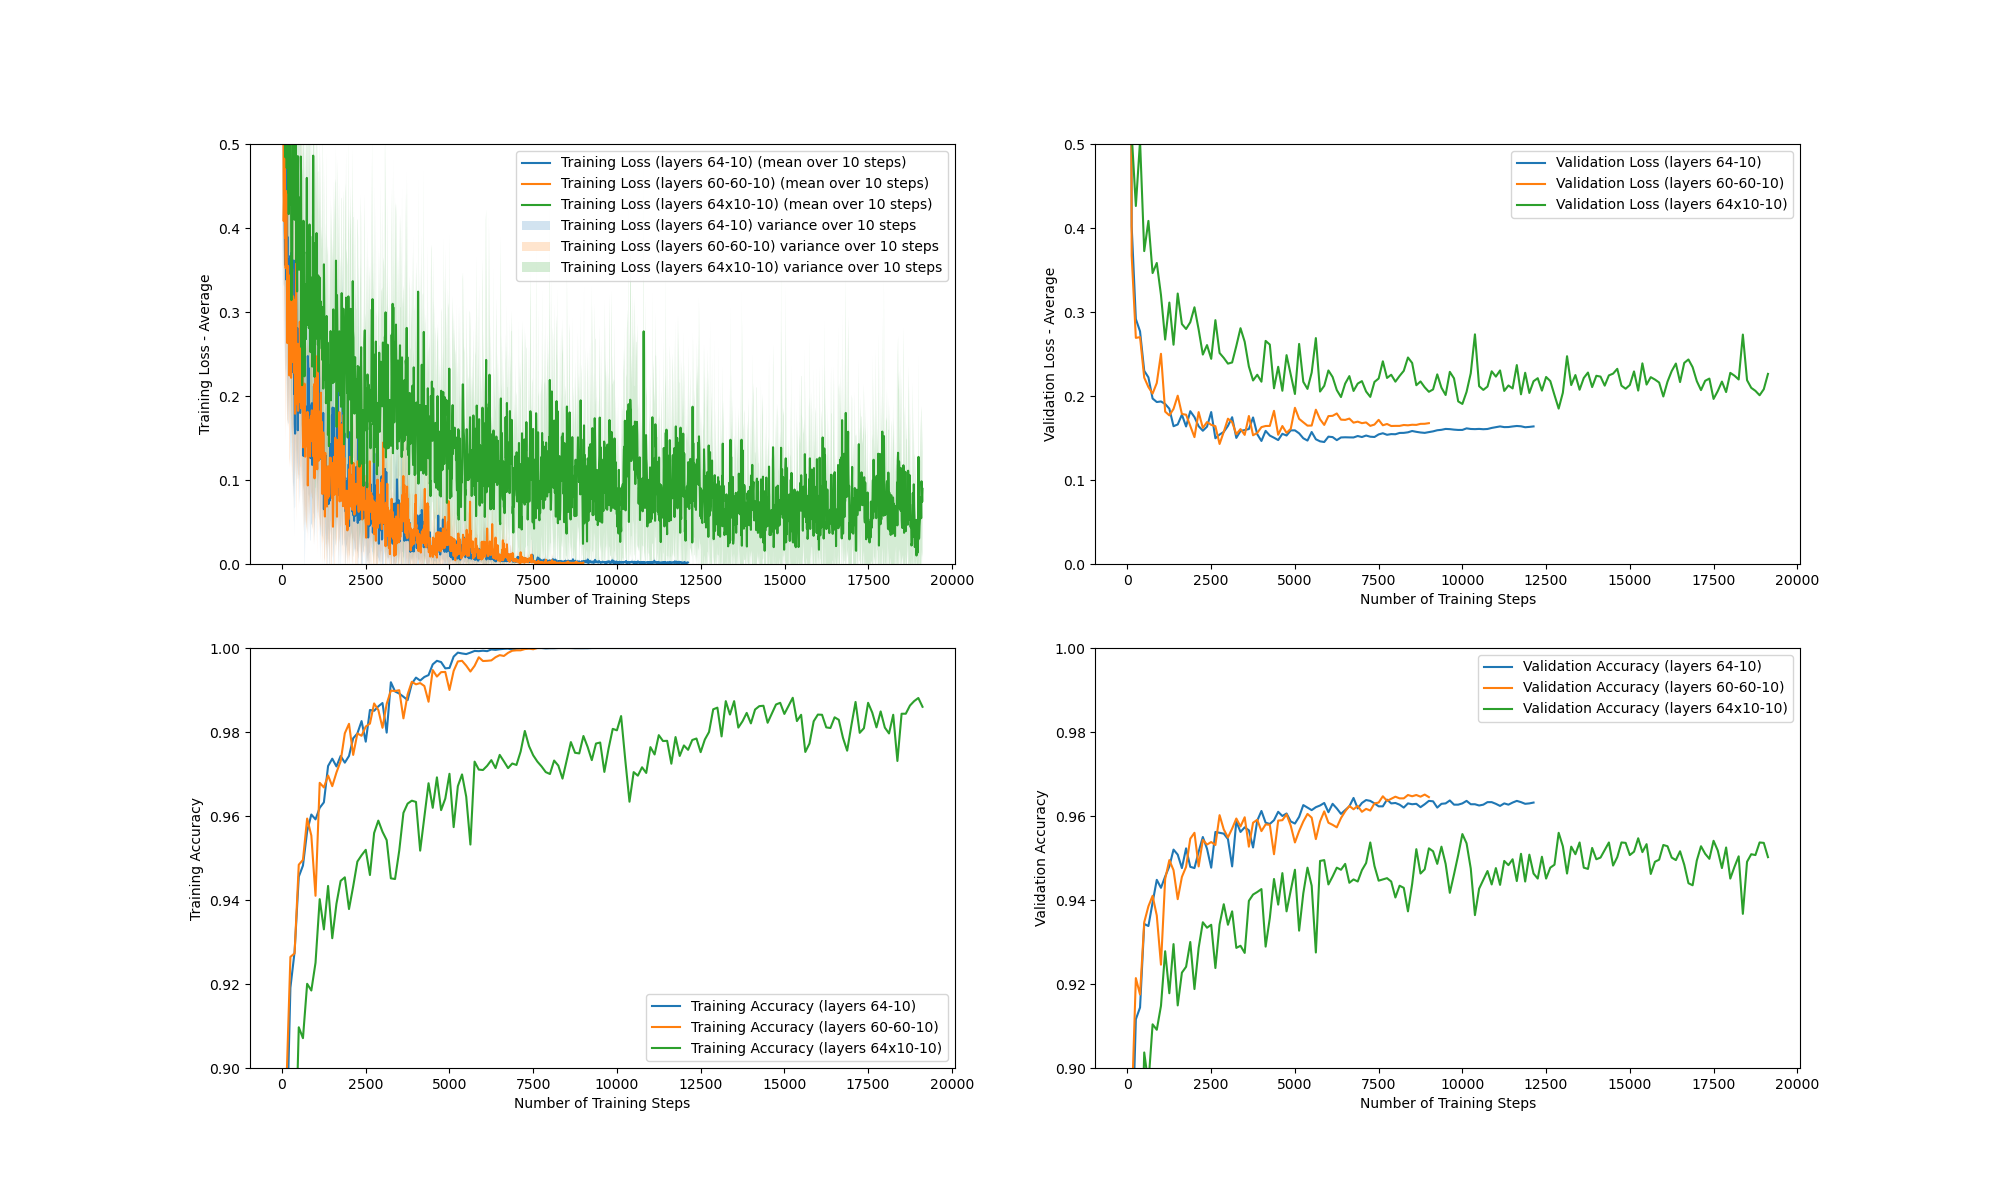 0.5
0.4
0.3
0.2
0.1
0.0
Training Loss - Average
Training Loss (layers 64-10) (mean over 10 steps)
Training Loss (layers 60-60-10) (mean over 10 steps)
Training Loss (layers 64x10-10) (mean over 10 steps)
Training Loss (layers 64-10) variance over 10 steps
Training Loss (layers 60-60-10) variance over 10 steps
Training Loss (layers 64x10-10) variance over 10 steps
0 2500 5000 7500 10000 12500 15000 17500 20000
Number of Training Steps
0.5
0.4
0.3
0.2
0.1
0.0
Validation Loss - Average
Validation Loss (layers 64-10)
Validation Loss (layers 60-60-10)
Validation Loss (layers 64x10-10)
0 2500 5000 7500 10000 12500 15000 17500 20000
Number of Training Steps
1.00
0.98
0.96
0.94
0.92
0.90
Training Accuracy
Training Accuracy (layers 64-10)
Training Accuracy (layers 60-60-10)
Training Accuracy (layers 64x10-10)
0 2500 5000 7500 10000 12500 15000 17500 20000
Number of Training Steps
1.00
0.98
0.96
0.94
0.92
0.90
Validation Accuracy
Validation Accuracy (layers 64-10)
Validation Accuracy (layers 60-60-10)
Validation Accuracy (layers 64x10-10)
0 2500 5000 7500 10000 12500 15000 17500 20000
Number of Training Steps